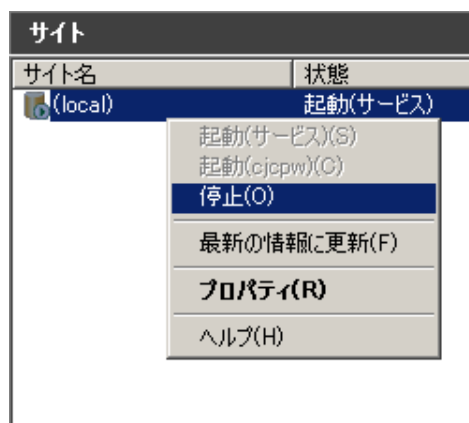 サイト
サイト名 状態
(local) 起動(サービス)
起動(サービス)(S)
起動(cjcpw)(C)
停止(O)
最新の情報に更新(F)
プロパティ(R)
ヘルプ(H)